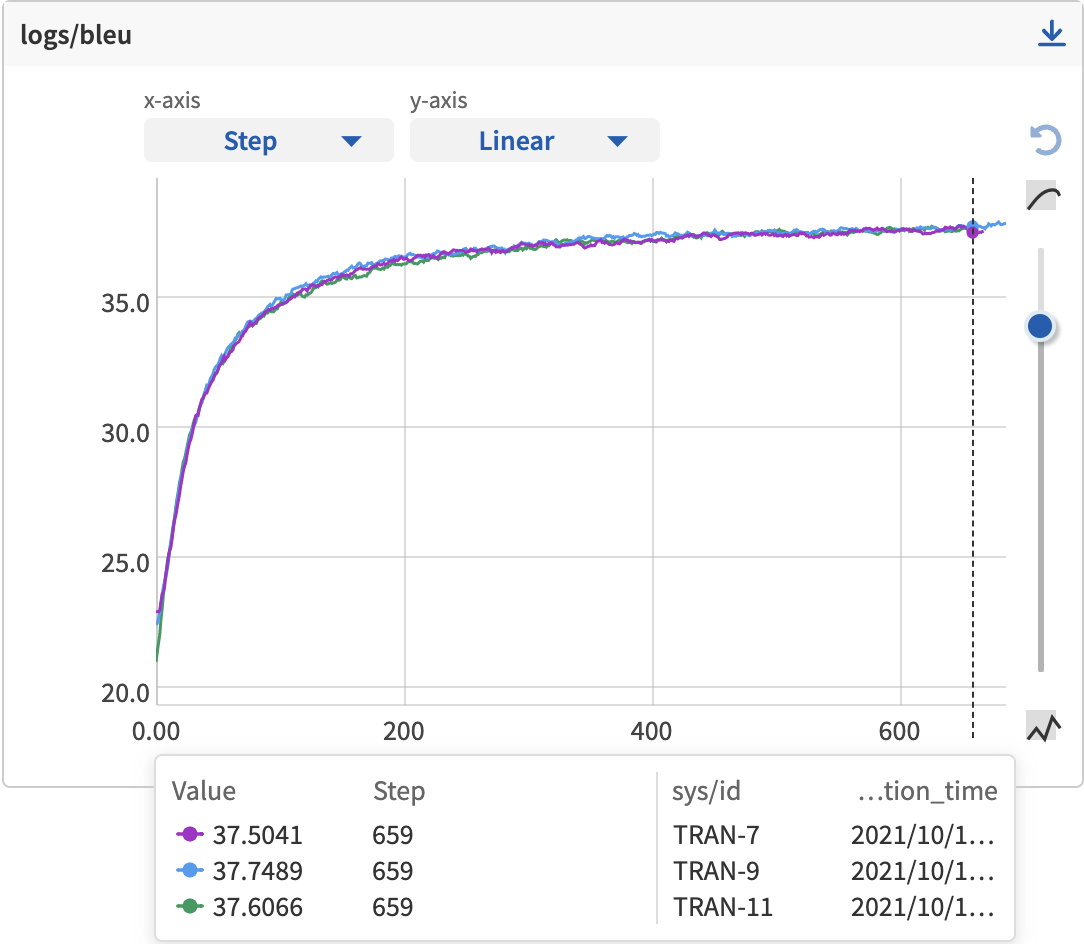 logs/bleu
x-axis y-axis
Step Linear
35.0
30.0
25.0
20.0
0.00 200 400 600
Value Step sys/id …tion_time
37.5041 659 TRAN-7 2021/10/1…
37.7489 659 TRAN-9 2021/10/1…
37.6066 659 TRAN-11 2021/10/1…